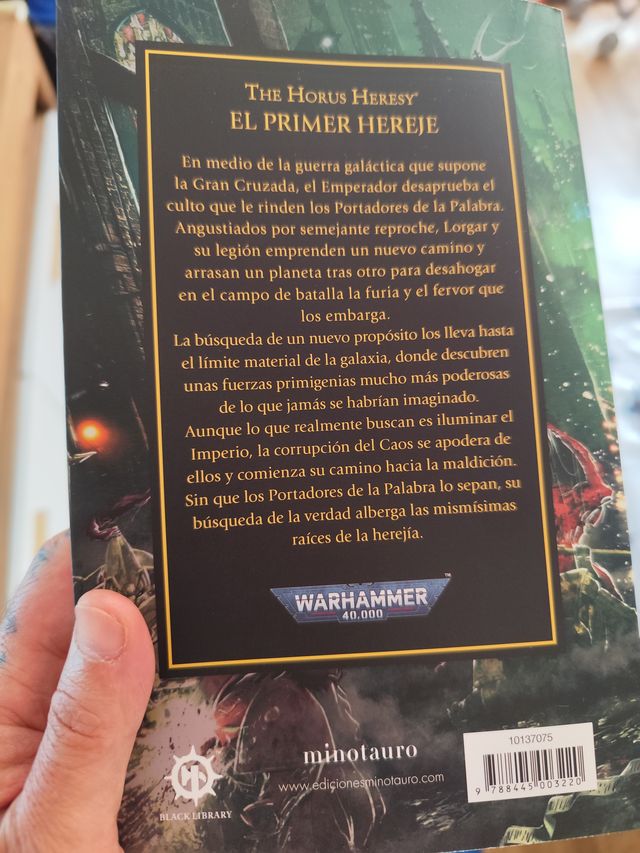 THE HORUS HERESY®
EL PRIMER HEREJE
En medio de la guerra galáctica que supone
la Gran Cruzada, el Emperador desaprueba el
culto que le rinden los Portadores de la Palabra.
Angustiados por semejante reproche, Lorgar y
su legión emprenden un nuevo camino y
arrasan un planeta tras otro para desahogar
en el campo de batalla la furia y el fervor que
los embarga.
La búsqueda de un nuevo propósito los lleva hasta
el límite material de la galaxia, donde descubren
unas fuerzas primigenias mucho más poderosas
de lo que jamás se habrían imaginado.
Aunque lo que realmente buscan es iluminar el
Imperio, la corrupción del Caos se apodera de
ellos y comienza su camino hacia la maldición.
Sin que los Portadores de la Palabra lo sepan, su
búsqueda de la verdad alberga las mismísimas
raíces de la herejía.
WARHAMMER™
40,000
BLACK LIBRARY
minotauro
www.edicionesminotauro.com
10137075
9 788445 003220